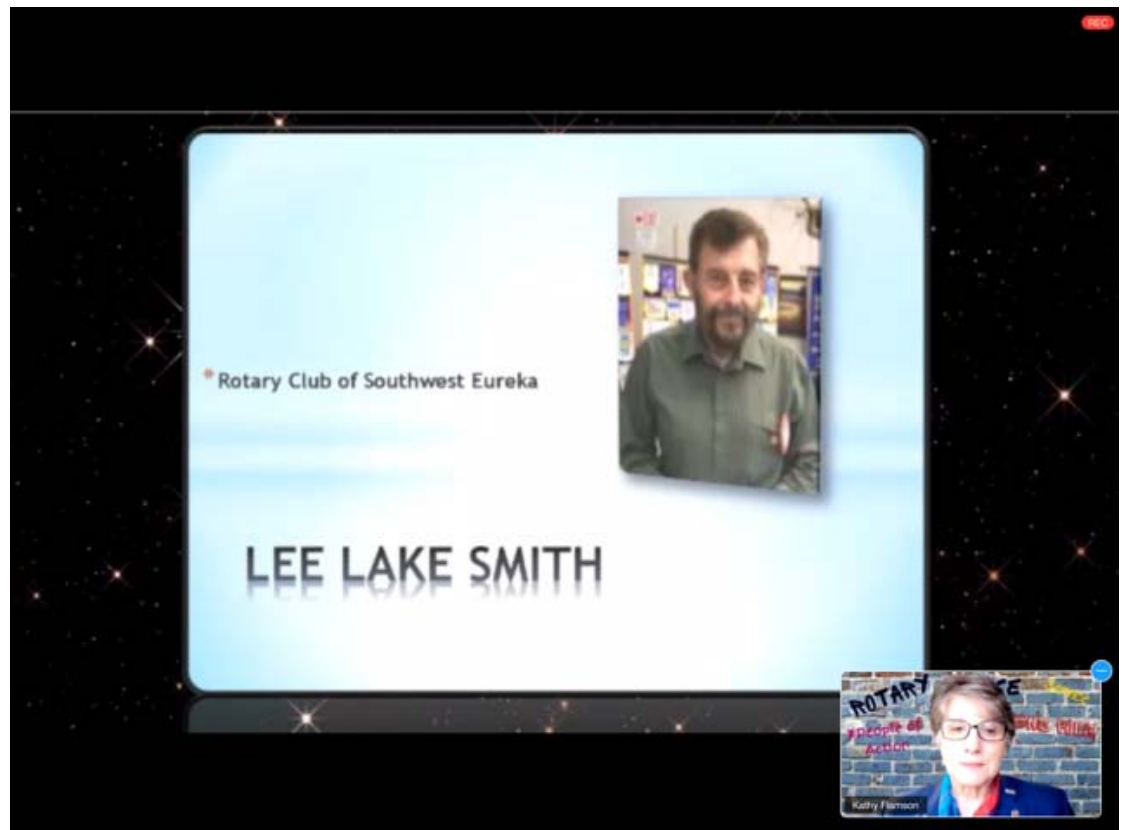 REC
* Rotary Club of Southwest Eureka
LEE LAKE SMITH
ROTARY
#people of
Action
Kathy Flamson